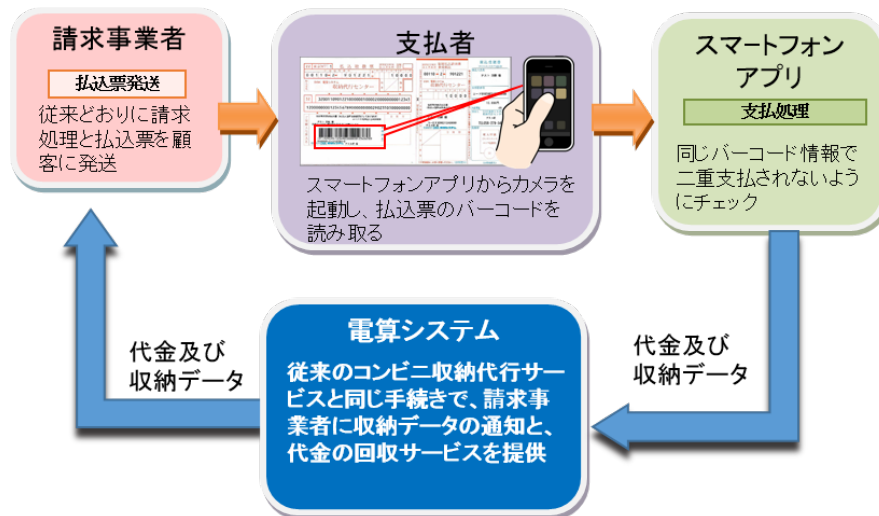 請求事業者
払込票発送
従来どおりに請求
処理と払込票を顧
客に発送
支払者
収納代行センター
スマートフォンアプリからカメラを
起動し、払込票のバーコードを
読み取る
スマートフォン
アプリ
支払処理
同じバーコード情報で
二重支払されないよう
にチェック
代金及び
収納データ
電算システム
従来のコンビニ収納代行サー
ビスと同じ手続きで、請求事
業者に収納データの通知と、
代金の回収サービスを提供
代金及び
収納データ